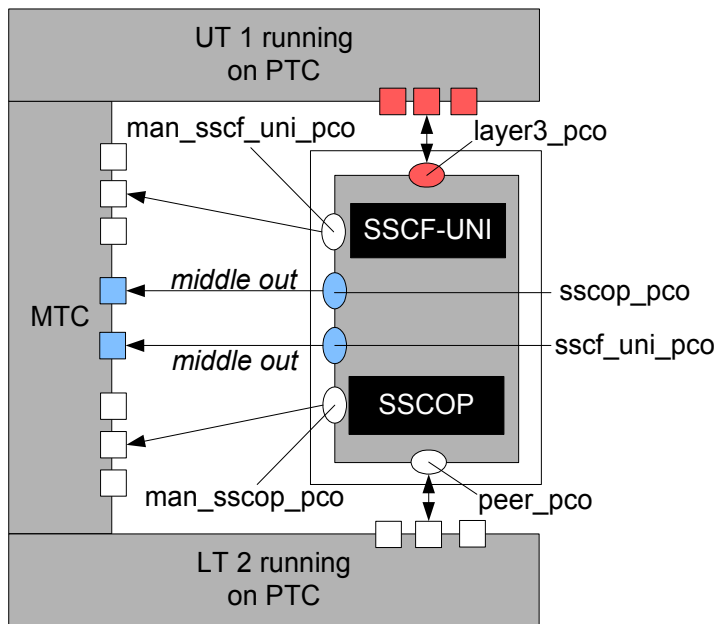 UT 1 running
on PTC
man_sscf_uni_pco
layer3_pco
SSCF-UNI
middle out
sscop_pco
MTC
sscf_uni_pco
middle out
SSCOP
man_sscop_pco
peer_pco
LT 2 running
on PTC